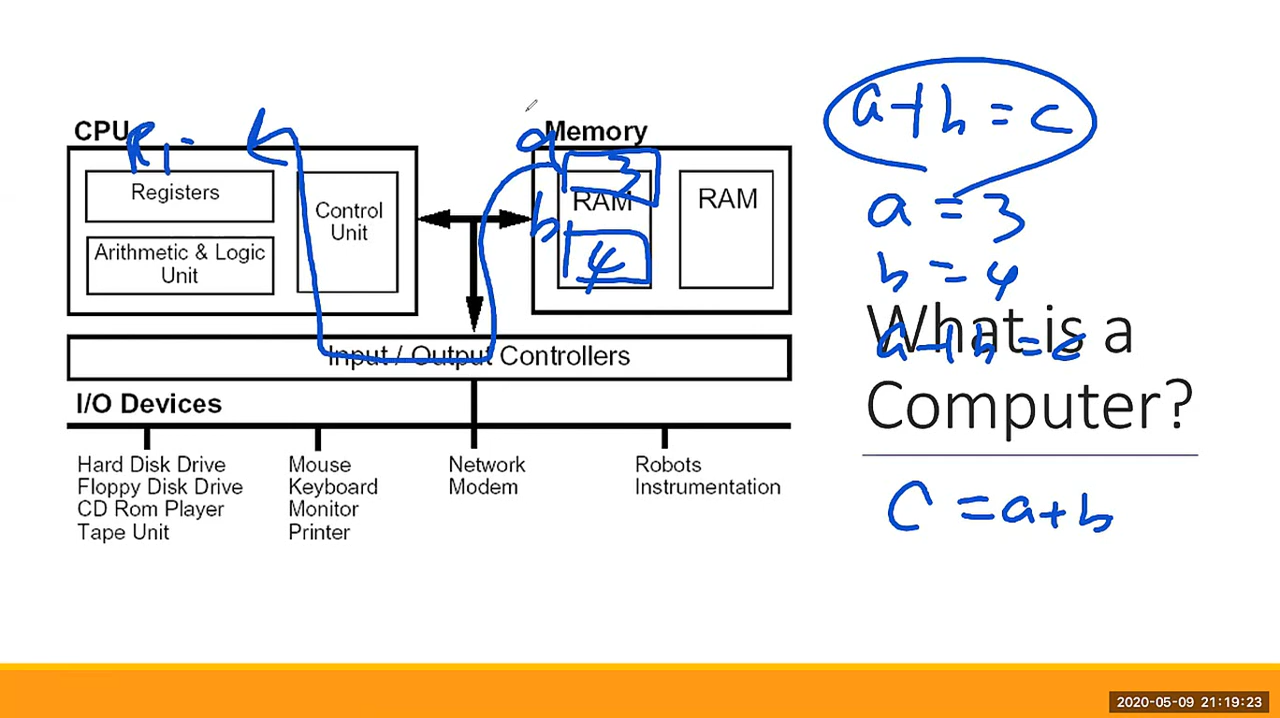 CPU
R1-
Registers
Arithmetic & Logic
Unit
Control
Unit
a
Memory
3
RAM
b
4
RAM
Input / Output Controllers
I/O Devices
Hard Disk Drive
Floppy Disk Drive
CD Rom Player
Tape Unit
Mouse
Keyboard
Monitor
Printer
Network
Modem
Robots
Instrumentation
a+b = c
a = 3
b = 4
What is a
a+b=c
Computer?
C = a+b
2020-05-09 21:19:23